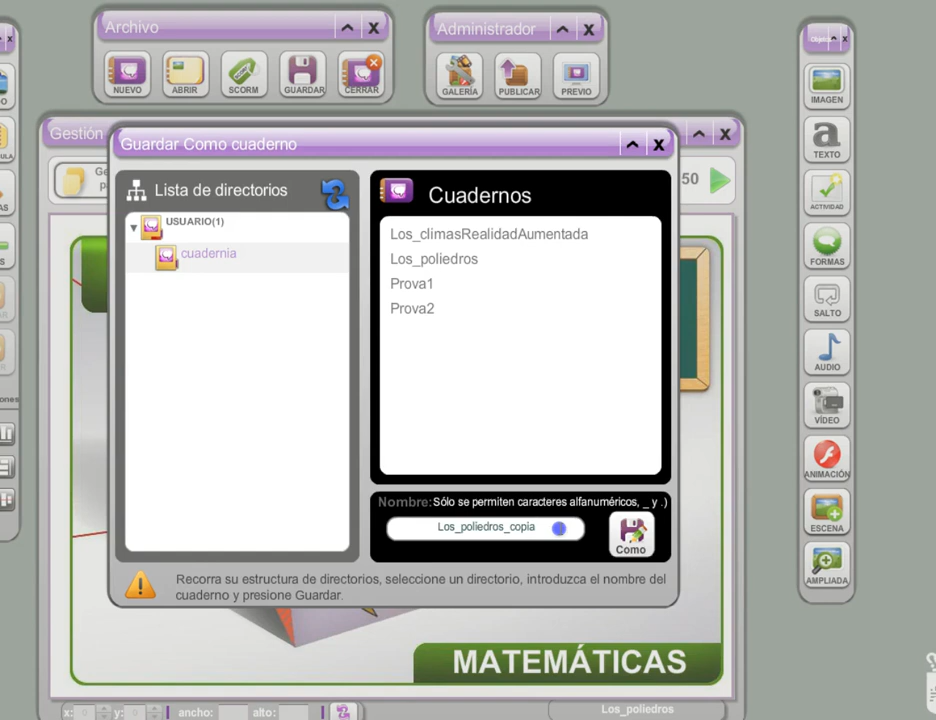 Archivo
NUEVO
ABRIR
SCORM
GUARDAR
CERRAR
Administrador
GALERÍA
PUBLICAR
PREVIO
Gestión
50
Guardar Como cuaderno
Lista de directorios
USUARIO(1)
cuadernia
Cuadernos
Los_climasRealidadAumentada
Los_poliedros
Prova1
Prova2
Nombre:Sólo se permiten caracteres alfanuméricos, _ y .)
Los_poliedros_copia
Como
Recorra su estructura de directorios, seleccione un directorio, introduzca el nombre del
cuaderno y presione Guardar.
MATEMÁTICAS
x:
y:
ancho:
alto:
Los_poliedros
IMAGEN
TEXTO
ACTIVIDAD
FORMAS
SALTO
AUDIO
VÍDEO
ANIMACIÓN
ESCENA
AMPLIADA